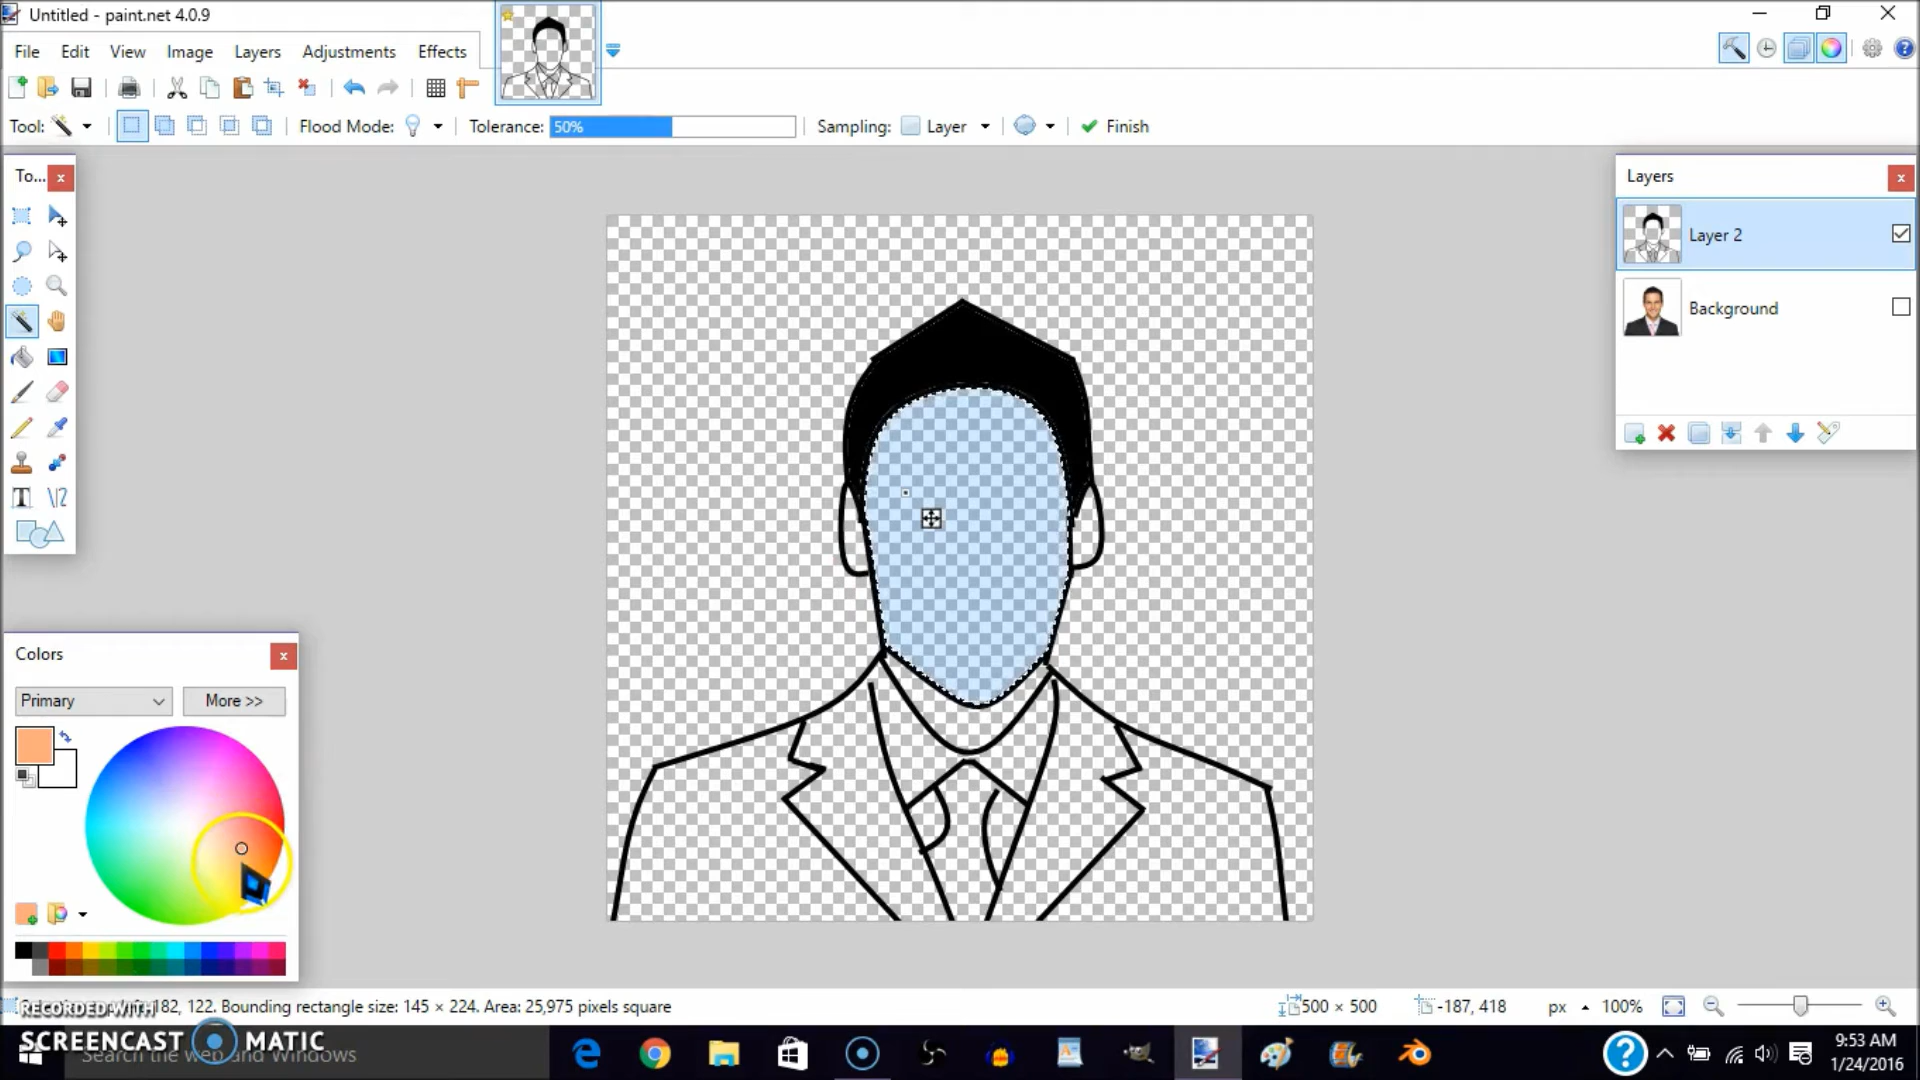 Untitled - paint.net 4.0.9
File Edit View Image Layers Adjustments Effects
Tool: Flood Mode: Tolerance: 50% Sampling: Layer Finish
To...
Layers
Layer 2
Background
Colors
Primary More >>
182, 122. Bounding rectangle size: 145 × 224. Area: 25,975 pixels square
500 × 500 -187, 418 px 100%
RECORDED WITH
SCREENCAST MATIC
Search the web and Windows
9:53 AM
1/24/2016